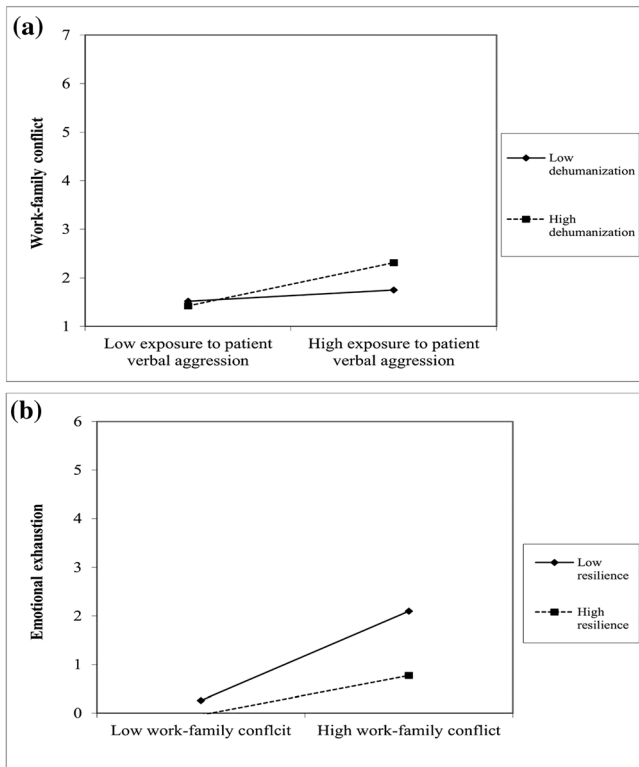 (a)
7
6
5
4
3
2
1
Work-family conflict
Low exposure to patient
verbal aggression
High exposure to patient
verbal aggression
Low
dehumanization
High
dehumanization
(b)
6
5
4
3
2
1
0
Emotional exhaustion
Low work-family conflcit
High work-family conflict
Low
resilience
High
resilience